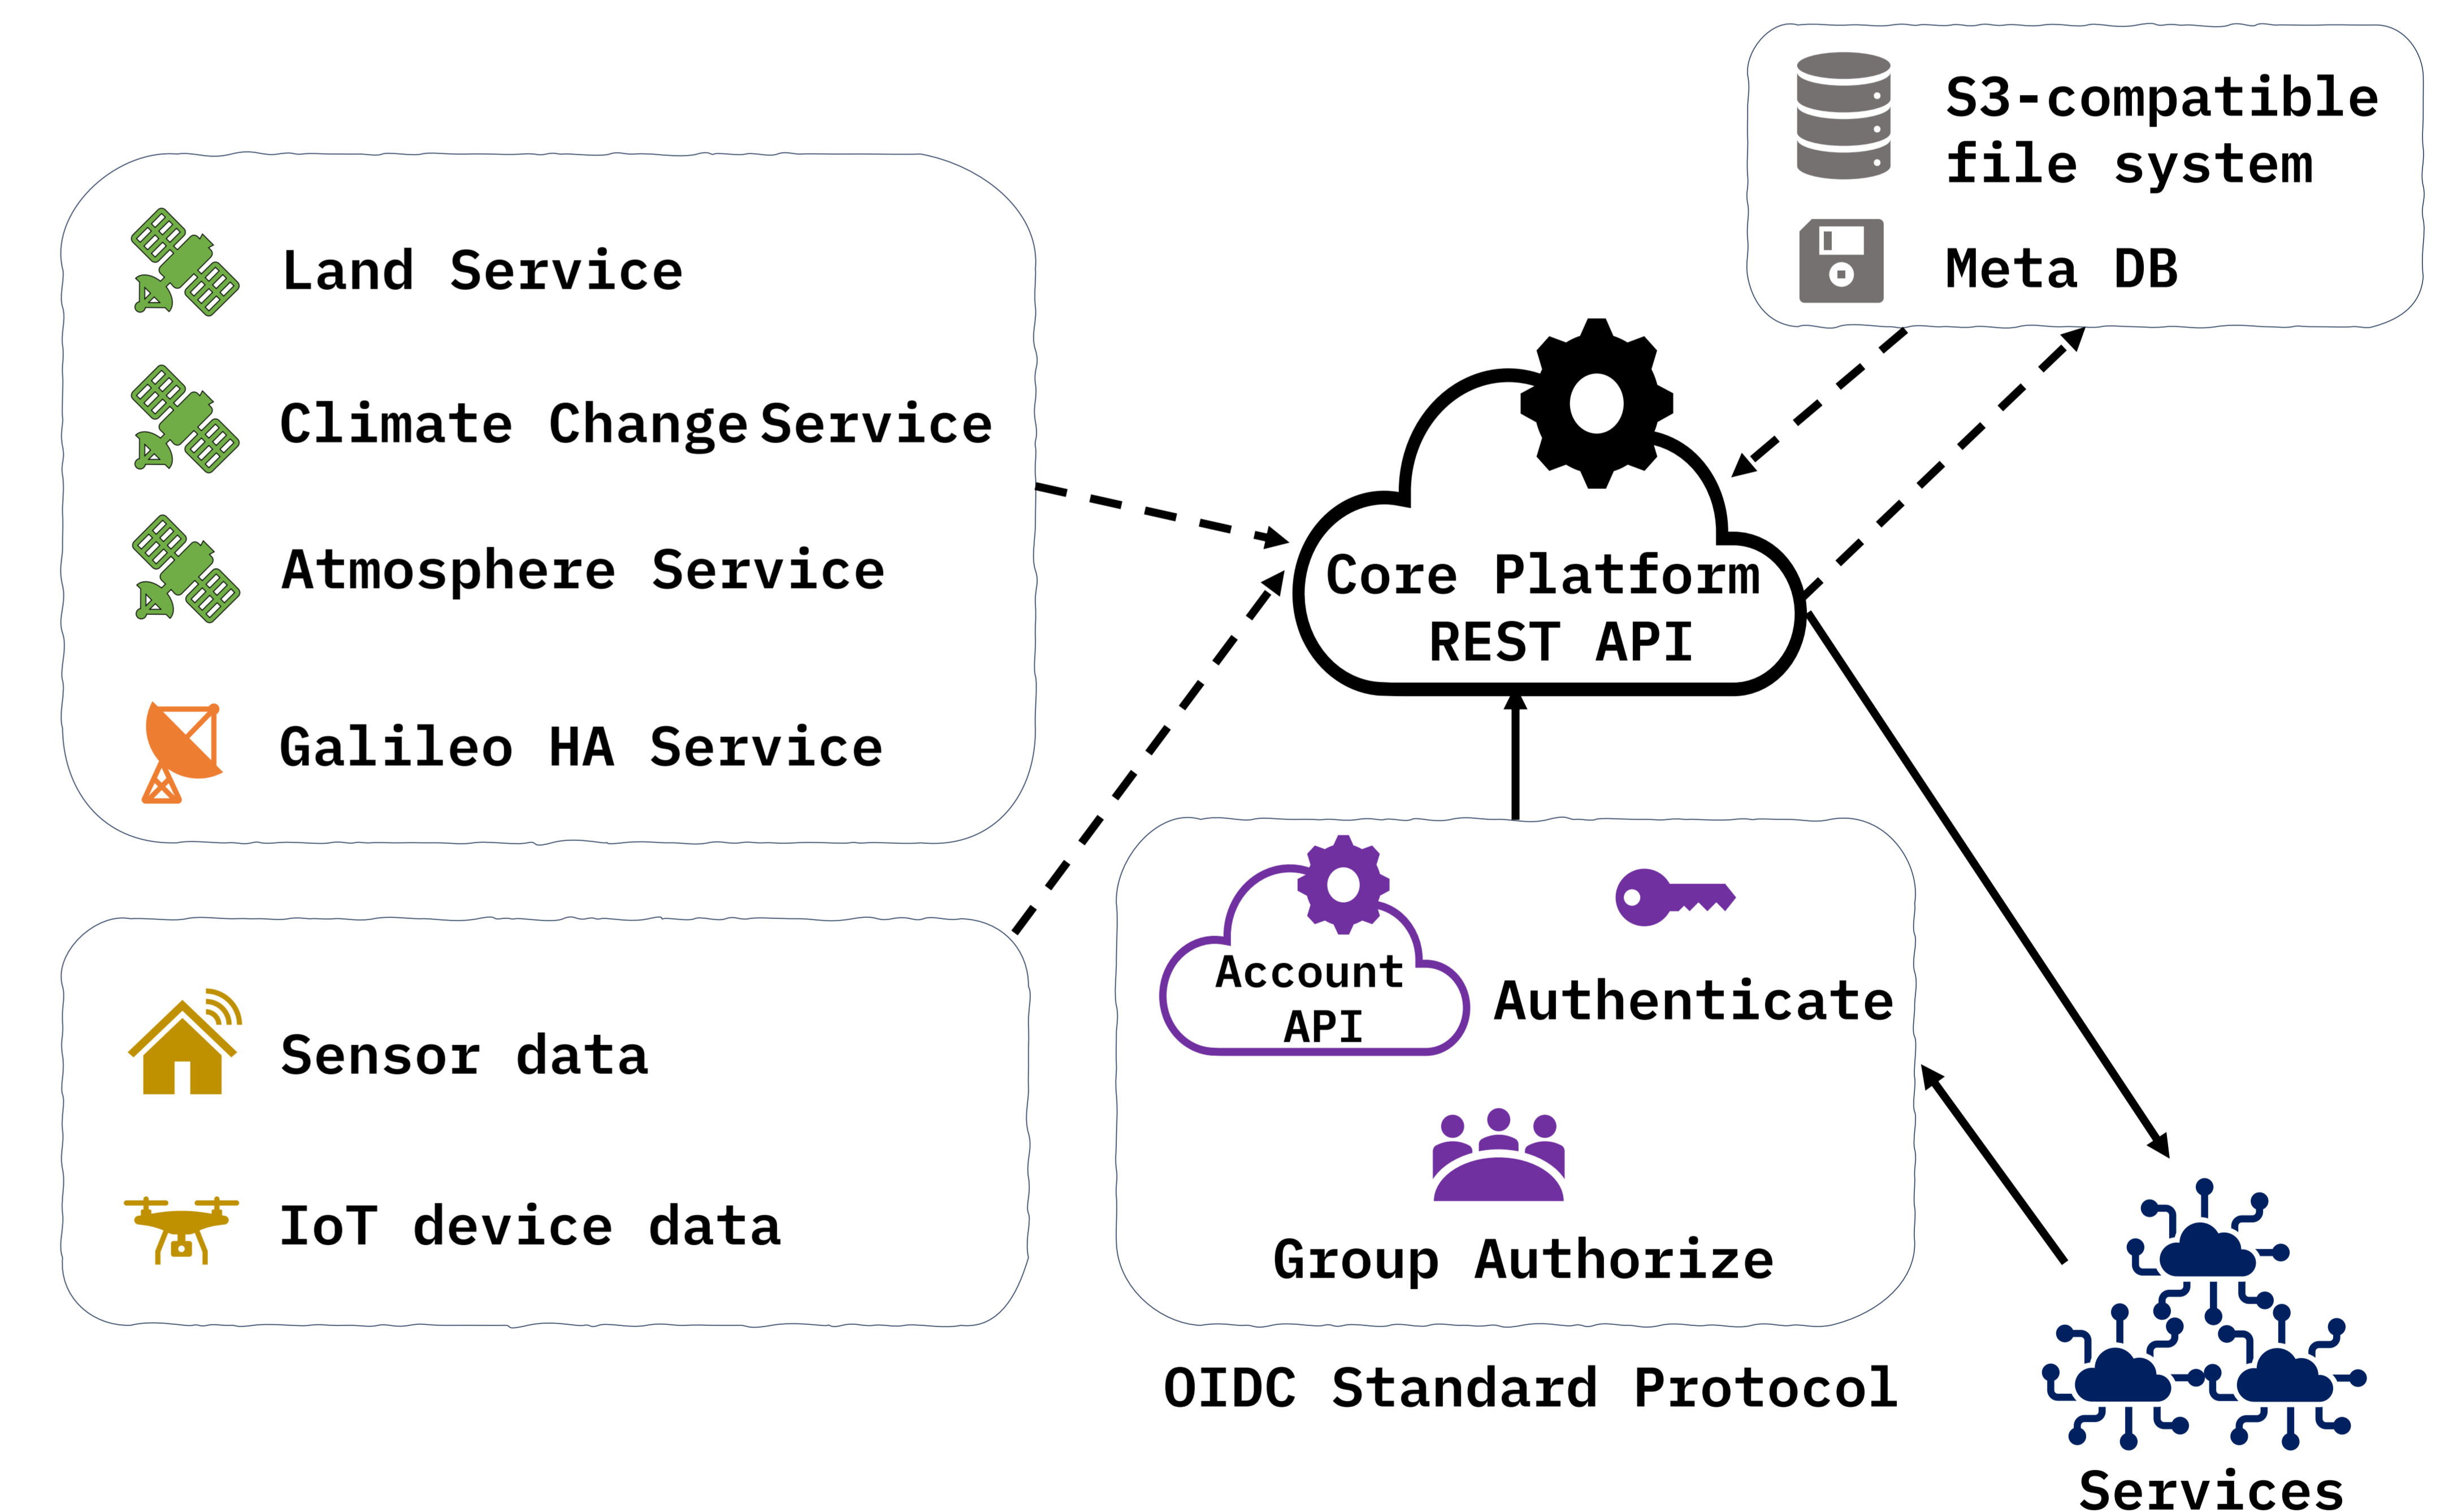 S3-compatible
file system
Meta DB
Land Service
Climate Change Service
Atmosphere Service
Galileo HA Service
Core Platform
REST API
Sensor data
IoT device data
Account
API
Authenticate
Group Authorize
OIDC Standard Protocol
Services